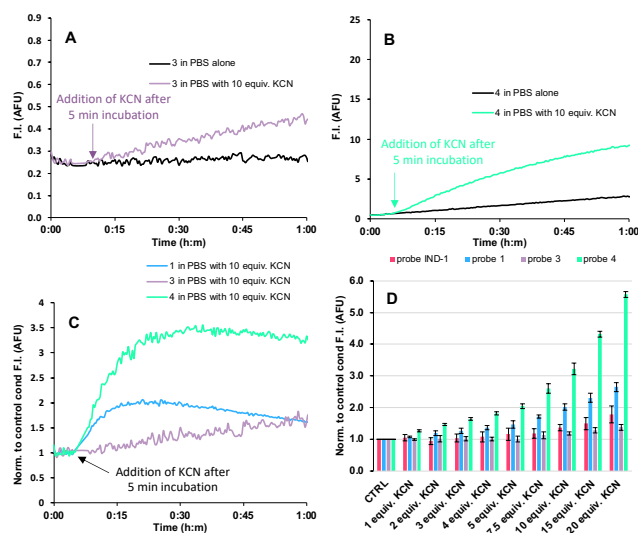 A
3 in PBS alone
3 in PBS with 10 equiv. KCN
Addition of KCN after
5 min incubation
F.I. (AFU)
0.9
0.8
0.7
0.6
0.5
0.4
0.3
0.2
0.1
0.0
0:00
0:15
0:30
0:45
1:00
Time (h:m)
B
4 in PBS alone
4 in PBS with 10 equiv. KCN
Addition of KCN after
5 min incubation
F.I. (AFU)
25
20
15
10
5
0
0:00
0:15
0:30
0:45
1:00
Time (h:m)
1 in PBS with 10 equiv. KCN
3 in PBS with 10 equiv. KCN
4 in PBS with 10 equiv. KCN
C
Norm. to control cond F.I. (AFU)
4
3.5
3
2.5
2
1.5
1
0.5
0
Addition of KCN after
5 min incubation
0:00
0:15
0:30
0:45
1:00
Time (h:m)
probe IND-1
probe 1
probe 3
probe 4
D
Norm. to control cond F.I. (AFU)
6.0
5.0
4.0
3.0
2.0
1.0
0.0
CTRL
1 equiv. KCN
2 equiv. KCN
3 equiv. KCN
4 equiv. KCN
5 equiv. KCN
7.5 equiv. KCN
10 equiv. KCN
15 equiv. KCN
20 equiv. KCN